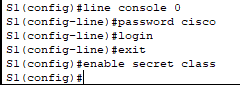 S1(config)#line console 0
S1(config-line)#password cisco
S1(config-line)#login
S1(config-line)#exit
S1(config)#enable secret class
S1(config)#